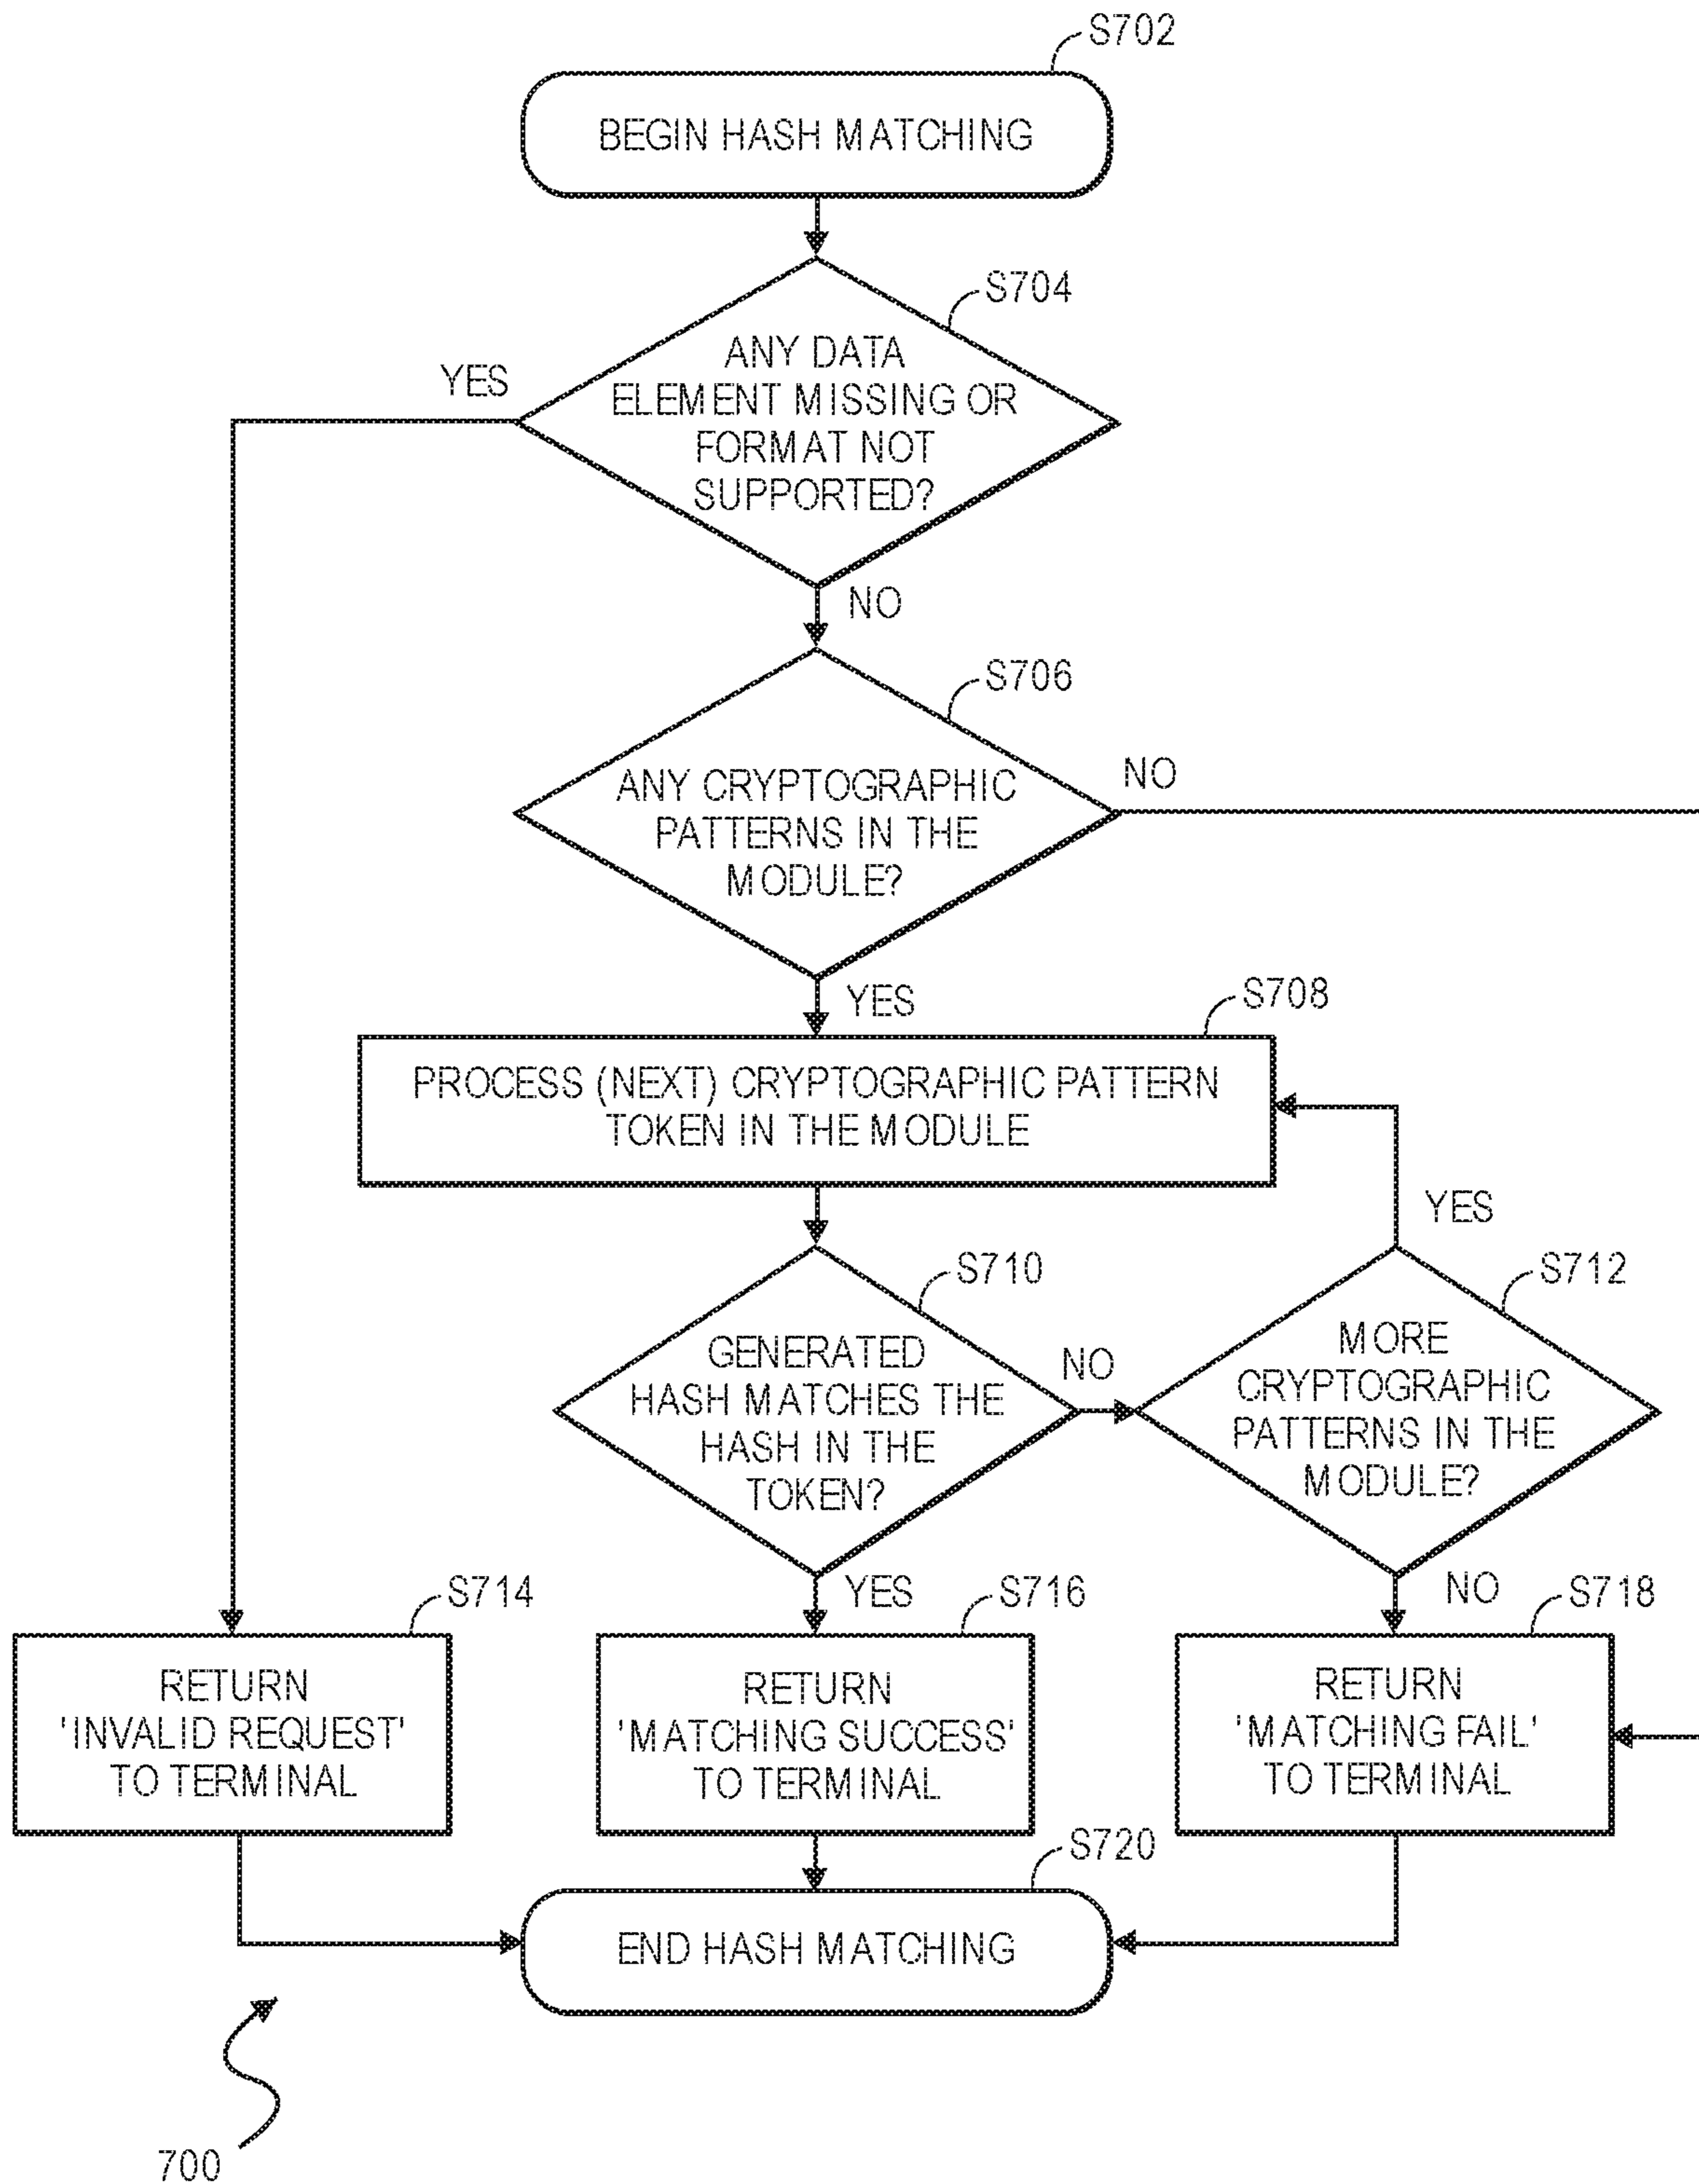 S702
BEGIN HASH MATCHING
S704
ANY DATA
ELEMENT MISSING OR
FORMAT NOT
SUPPORTED?
YES
NO
S706
ANY CRYPTOGRAPHIC
PATTERNS IN THE
MODULE?
NO
YES
S708
PROCESS (NEXT) CRYPTOGRAPHIC PATTERN
TOKEN IN THE MODULE
YES
S710
GENERATED
HASH MATCHES THE
HASH IN THE
TOKEN?
NO
S712
MORE
CRYPTOGRAPHIC
PATTERNS IN THE
MODULE?
YES
NO
S714
RETURN
'INVALID REQUEST'
TO TERMINAL
S716
RETURN
'MATCHING SUCCESS'
TO TERMINAL
S718
RETURN
'MATCHING FAIL'
TO TERMINAL
S720
END HASH MATCHING
700